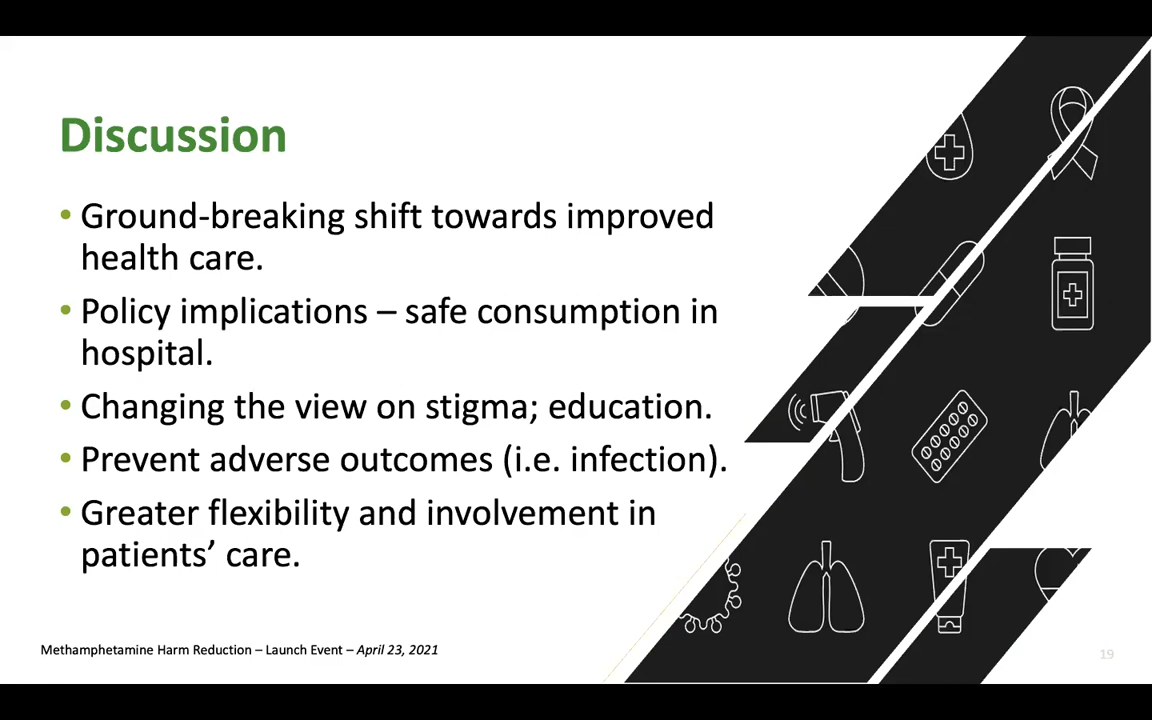 Discussion
• Ground-breaking shift towards improved
health care.
• Policy implications – safe consumption in
hospital.
• Changing the view on stigma; education.
• Prevent adverse outcomes (i.e. infection).
• Greater flexibility and involvement in
patients’ care.
Methamphetamine Harm Reduction – Launch Event – April 23, 2021
19